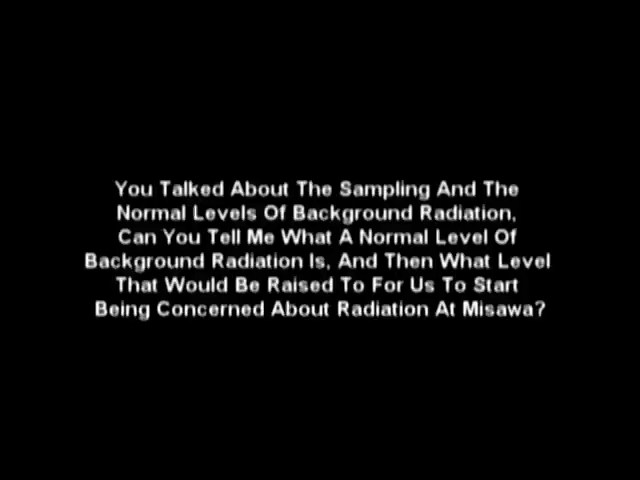 You Talked About The Sampling And The
Normal Levels Of Background Radiation,
Can You Tell Me What A Normal Level Of
Background Radiation Is, And Then What Level
That Would Be Raised To For Us To Start
Being Concerned About Radiation At Misawa?